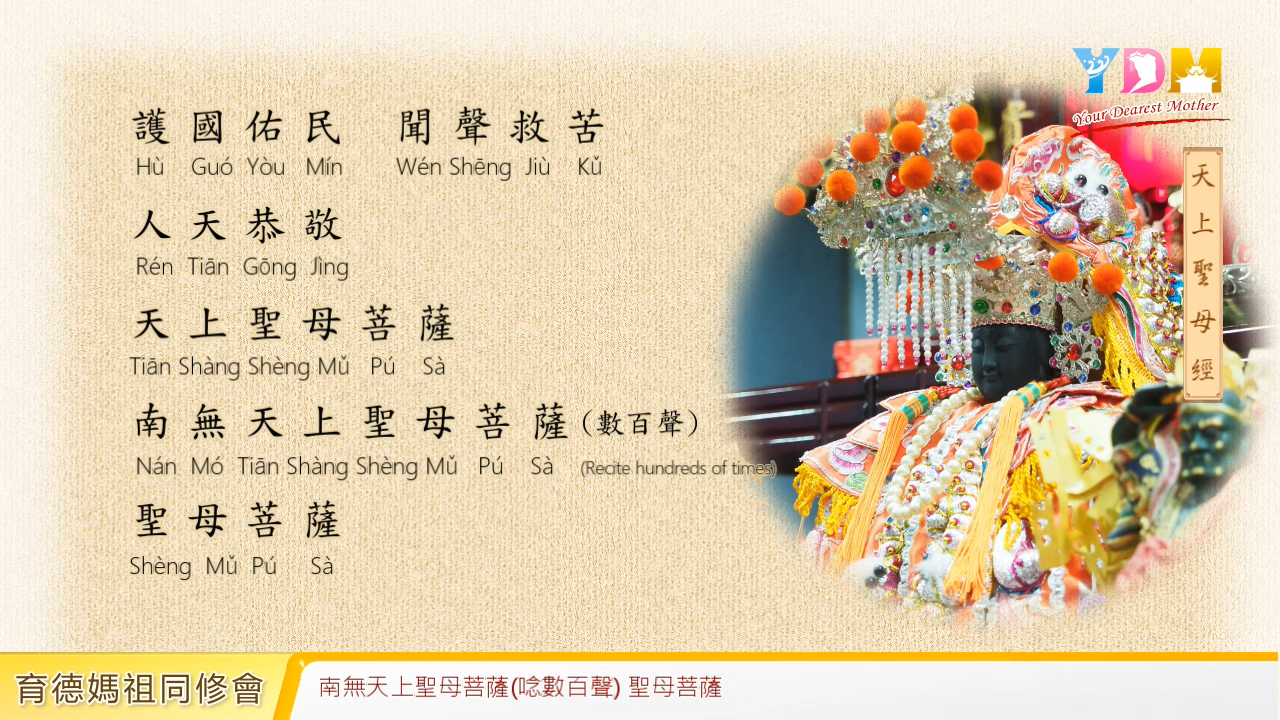 護國佑民 聞聲救苦
Hù Guó Yòu Mín Wén Shēng Jiù Kǔ
人天恭敬
Rén Tiān Gōng Jìng
天上聖母菩薩
Tiān Shàng Shèng Mǔ Pú Sà
南無天上聖母菩薩(數百聲)
Nán Mó Tiān Shàng Shèng Mǔ Pú Sà (Recite hundreds of times)
聖母菩薩
Shèng Mǔ Pú Sà
YDM
Your Dearest Mother
天上聖母經
育德媽祖同修會
南無天上聖母菩薩(唸數百聲) 聖母菩薩